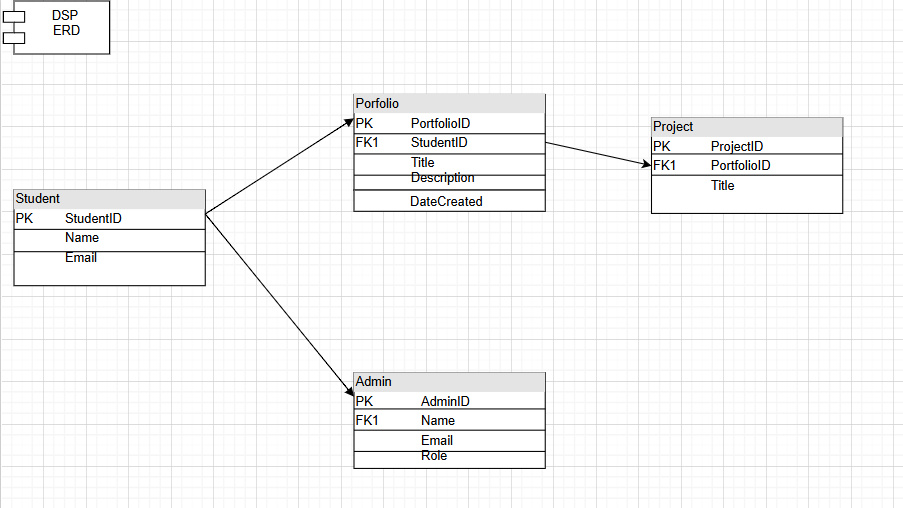 DSP
ERD
Porfolio
PK PortfolioID
FK1 StudentID
Title
Description
DateCreated
Project
PK ProjectID
FK1 PortfolioID
Title
Student
PK StudentID
Name
Email
Admin
PK AdminID
FK1 Name
Email
Role